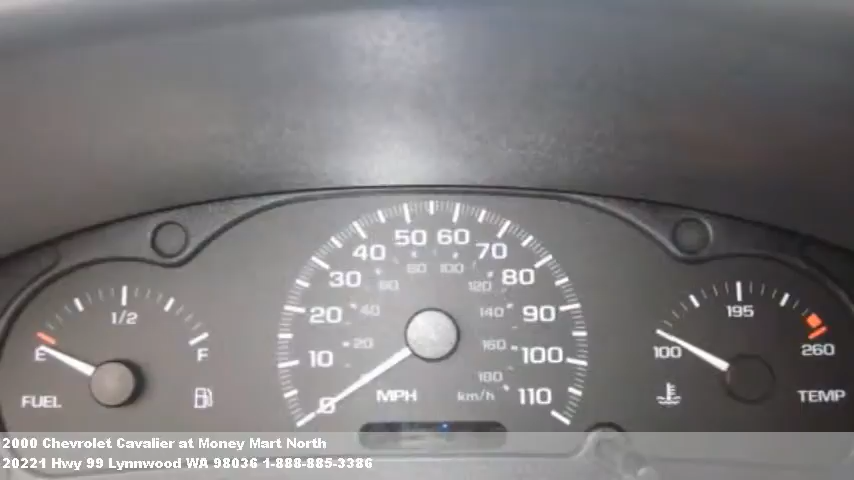 50 60
40 70
60 80 100 120
30 80
20 40 140 90
1/2
195
E F
20 160
10 100
100 260
180
0 MPH km/h 110
FUEL
TEMP
2000 Chevrolet Cavalier at Money Mart North
20221 Hwy 99 Lynnwood WA 98036 1-888-885-3386